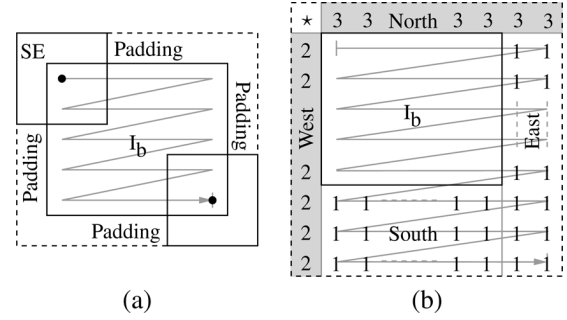 SE
Padding
Padding
I_b
Padding
Padding
(a)
⋆ 3 3 North 3 3 3 3
2 1 1
2 1 1
West
2 I_b
East
2
2 1 1
2 1 1 1 1 1 1 1
2 1 1 South 1 1 1 1 1
2 1 1 1 1 1 1 1
(b)